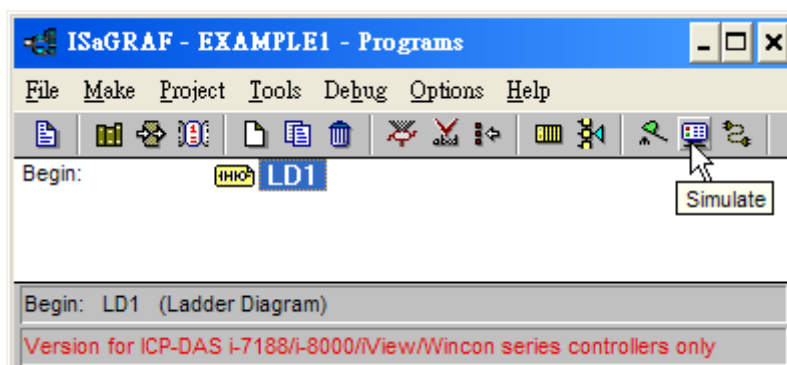 ISaGRAF - EXAMPLE1 - Programs
File Make Project Tools Debug Options Help
Begin: LD1
Simulate
Begin: LD1 (Ladder Diagram)
Version for ICP-DAS i-7188/i-8000/iView/Wincon series controllers only